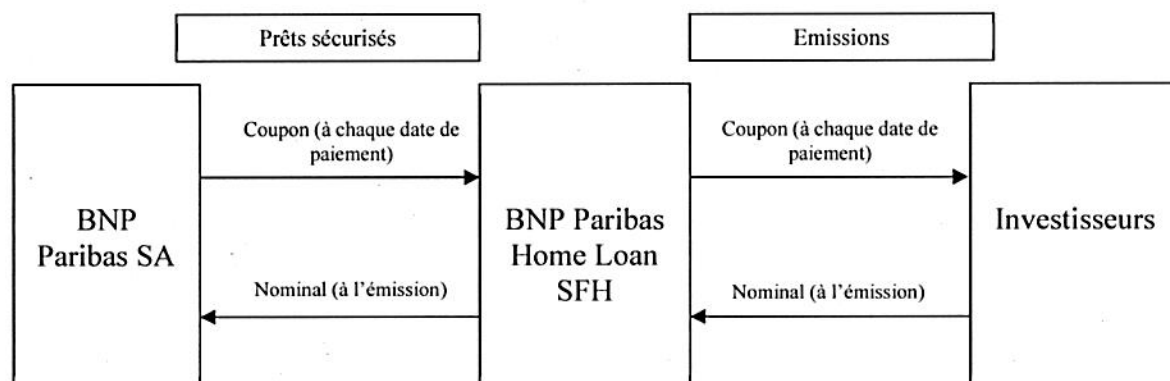 Prêts sécurisés
Emissions
Coupon (à chaque date de
paiement)
Coupon (à chaque date de
paiement)
BNP
Paribas SA
BNP Paribas
Home Loan
SFH
Investisseurs
Nominal (à l'émission)
Nominal (à l'émission)